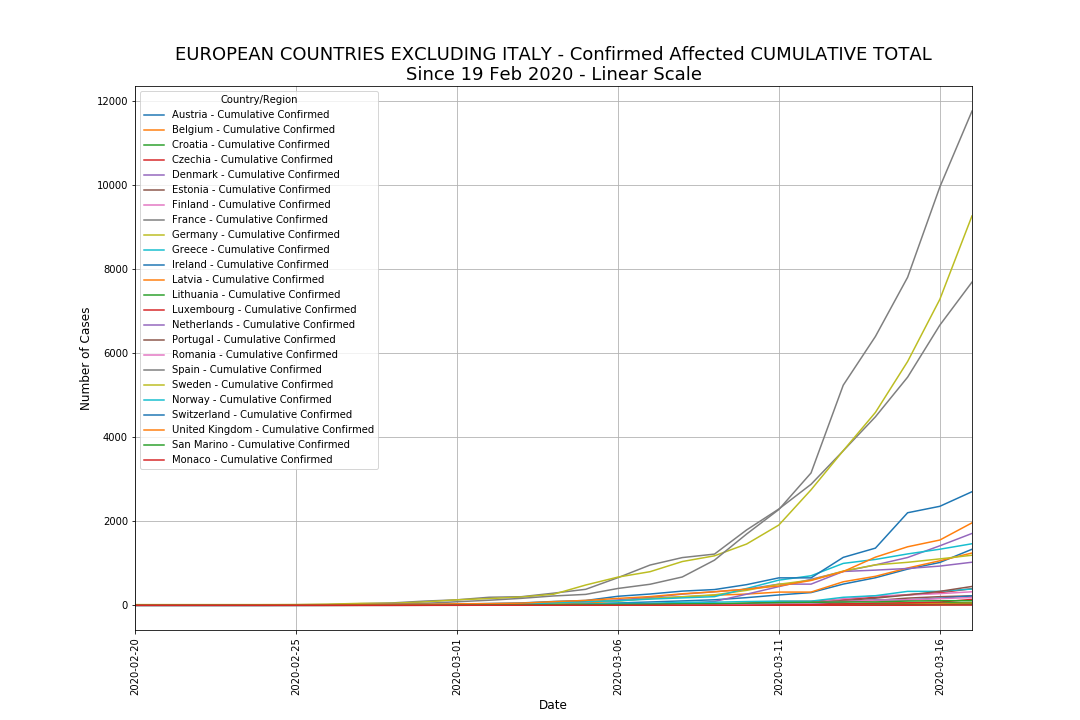 EUROPEAN COUNTRIES EXCLUDING ITALY - Confirmed Affected CUMULATIVE TOTAL
Since 19 Feb 2020 - Linear Scale
Country/Region
Austria - Cumulative Confirmed
Belgium - Cumulative Confirmed
Croatia - Cumulative Confirmed
Czechia - Cumulative Confirmed
Denmark - Cumulative Confirmed
Estonia - Cumulative Confirmed
Finland - Cumulative Confirmed
France - Cumulative Confirmed
Germany - Cumulative Confirmed
Greece - Cumulative Confirmed
Ireland - Cumulative Confirmed
Latvia - Cumulative Confirmed
Lithuania - Cumulative Confirmed
Luxembourg - Cumulative Confirmed
Netherlands - Cumulative Confirmed
Portugal - Cumulative Confirmed
Romania - Cumulative Confirmed
Spain - Cumulative Confirmed
Sweden - Cumulative Confirmed
Norway - Cumulative Confirmed
Switzerland - Cumulative Confirmed
United Kingdom - Cumulative Confirmed
San Marino - Cumulative Confirmed
Monaco - Cumulative Confirmed
12000
10000
8000
6000
4000
2000
0
Number of Cases
2020-02-20
2020-02-25
2020-03-01
2020-03-06
2020-03-11
2020-03-16
Date